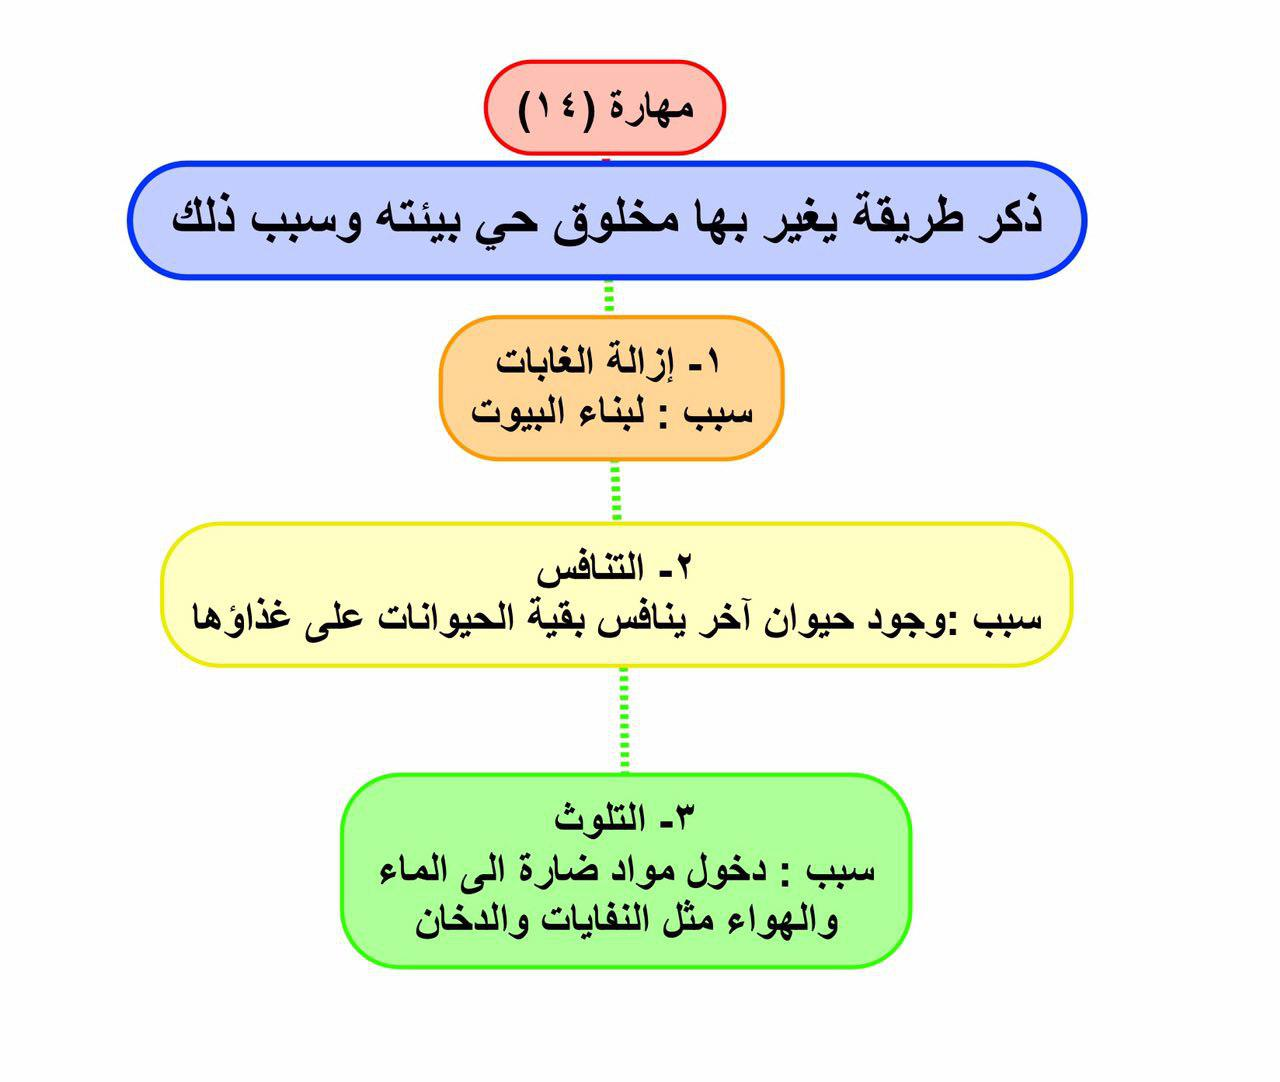 مهارة (١٤)
ذكر طريقة يغير بها مخلوق حي بيئته وسبب ذلك
١- إزالة الغابات
سبب : لبناء البيوت
٢- التنافس
سبب :وجود حيوان آخر ينافس بقية الحيوانات على غذاؤها
٣- التلوث
سبب : دخول مواد ضارة الى الماء
والهواء مثل النفايات والدخان